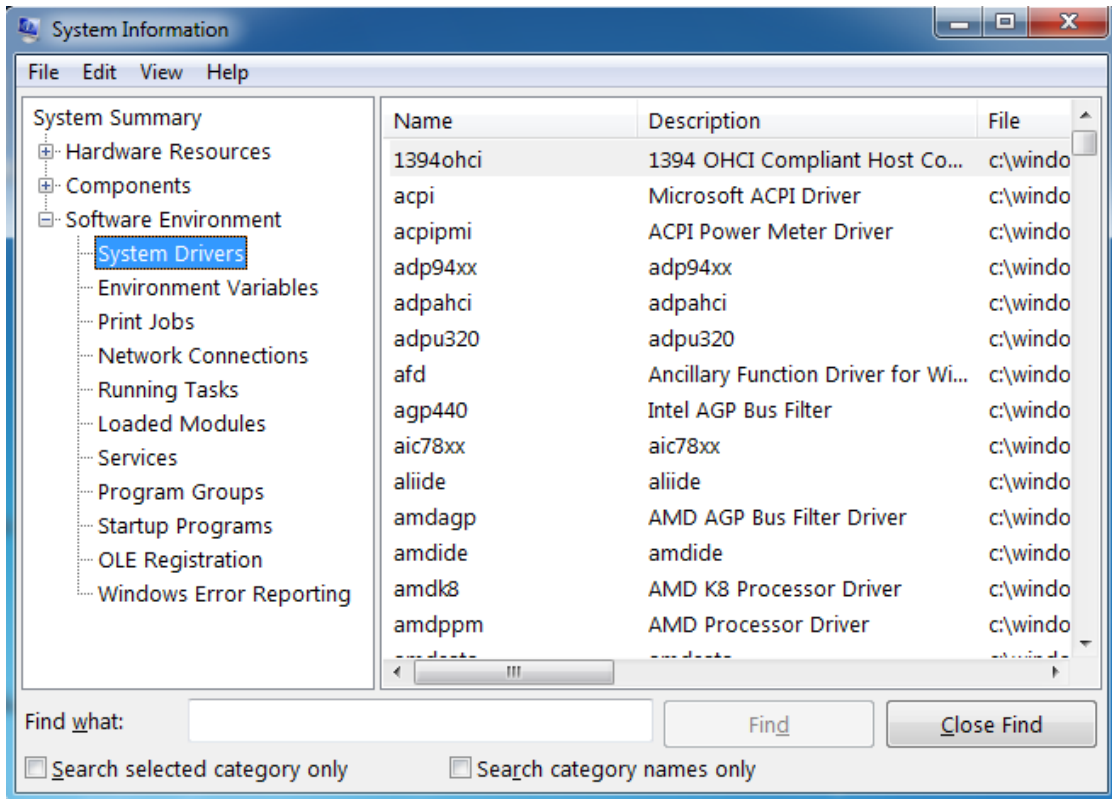 System Information
File Edit View Help
System Summary
Hardware Resources
Components
Software Environment
System Drivers
Environment Variables
Print Jobs
Network Connections
Running Tasks
Loaded Modules
Services
Program Groups
Startup Programs
OLE Registration
Windows Error Reporting
Name Description File
1394ohci 1394 OHCI Compliant Host Co... c:\windo
acpi Microsoft ACPI Driver c:\windo
acpipmi ACPI Power Meter Driver c:\windo
adp94xx adp94xx c:\windo
adpahci adpahci c:\windo
adpu320 adpu320 c:\windo
afd Ancillary Function Driver for Wi... c:\windo
agp440 Intel AGP Bus Filter c:\windo
aic78xx aic78xx c:\windo
aliide aliide c:\windo
amdagp AMD AGP Bus Filter Driver c:\windo
amdide amdide c:\windo
amdk8 AMD K8 Processor Driver c:\windo
amdppm AMD Processor Driver c:\windo
Find what: Find Close Find
Search selected category only Search category names only